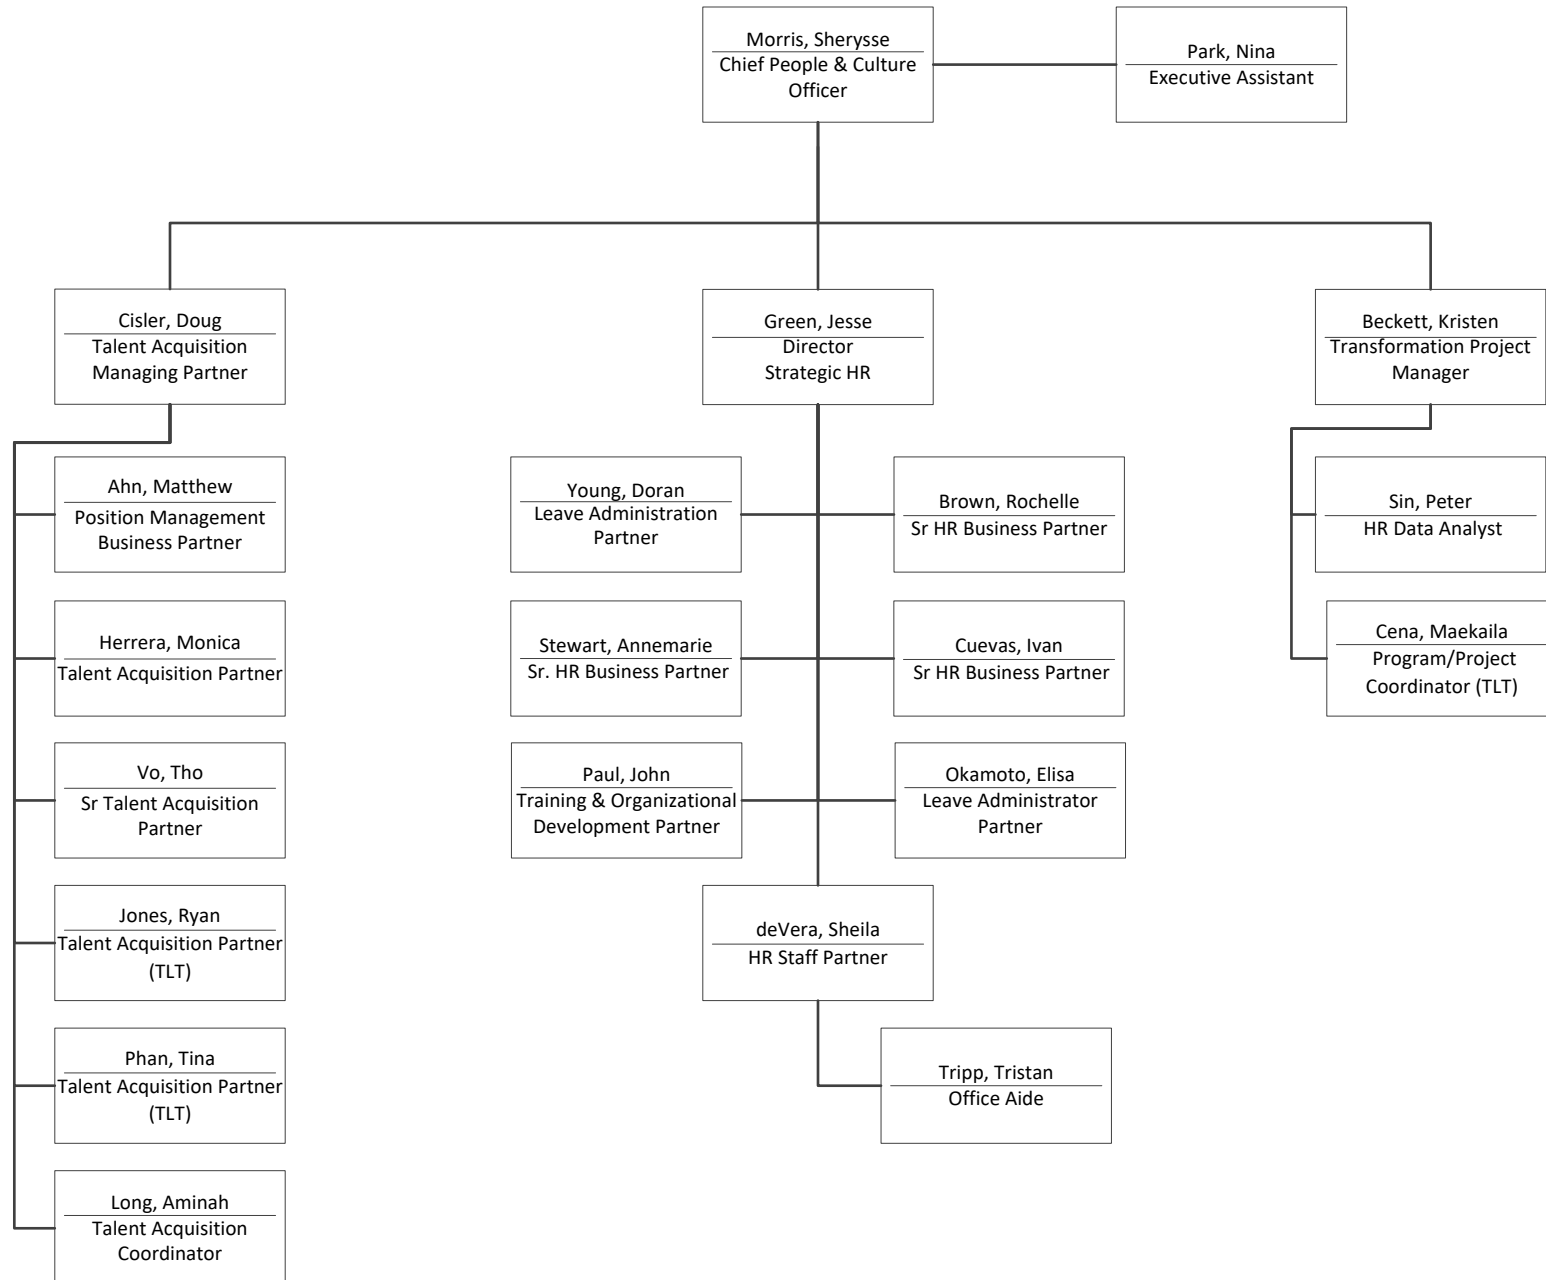 Morris, Sherysse
Chief People & Culture
Officer
Park, Nina
Executive Assistant
Cisler, Doug
Talent Acquisition
Managing Partner
Green, Jesse
Director
Strategic HR
Beckett, Kristen
Transformation Project
Manager
Ahn, Matthew
Position Management
Business Partner
Young, Doran
Leave Administration
Partner
Brown, Rochelle
Sr HR Business Partner
Sin, Peter
HR Data Analyst
Herrera, Monica
Talent Acquisition Partner
Stewart, Annemarie
Sr. HR Business Partner
Cuevas, Ivan
Sr HR Business Partner
Cena, Maekaila
Program/Project
Coordinator (TLT)
Vo, Tho
Sr Talent Acquisition
Partner
Paul, John
Training & Organizational
Development Partner
Okamoto, Elisa
Leave Administrator
Partner
Jones, Ryan
Talent Acquisition Partner
(TLT)
deVera, Sheila
HR Staff Partner
Phan, Tina
Talent Acquisition Partner
(TLT)
Tripp, Tristan
Office Aide
Long, Aminah
Talent Acquisition
Coordinator